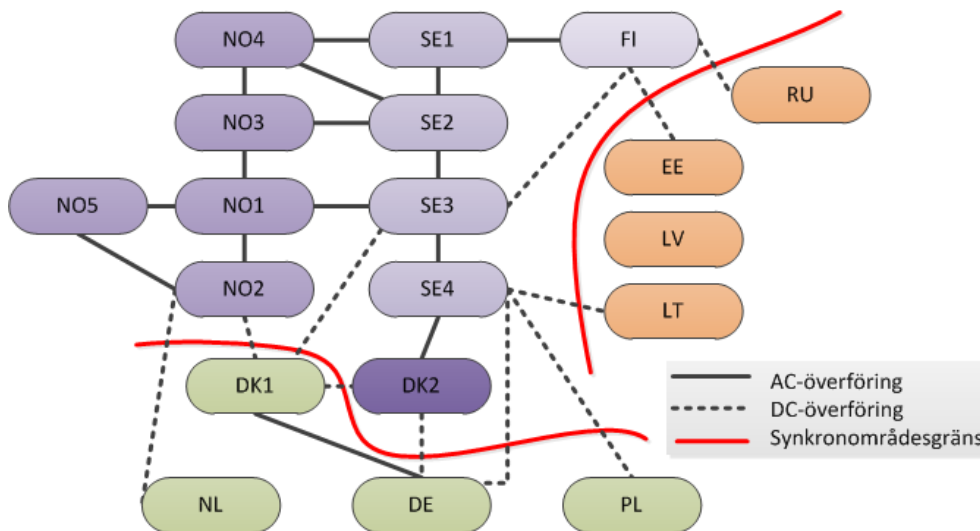 NO4
SE1
FI
RU
NO3
SE2
EE
NO5
NO1
SE3
LV
NO2
SE4
LT
DK1
DK2
AC-överföring
DC-överföring
Synkronområdesgräns
NL
DE
PL